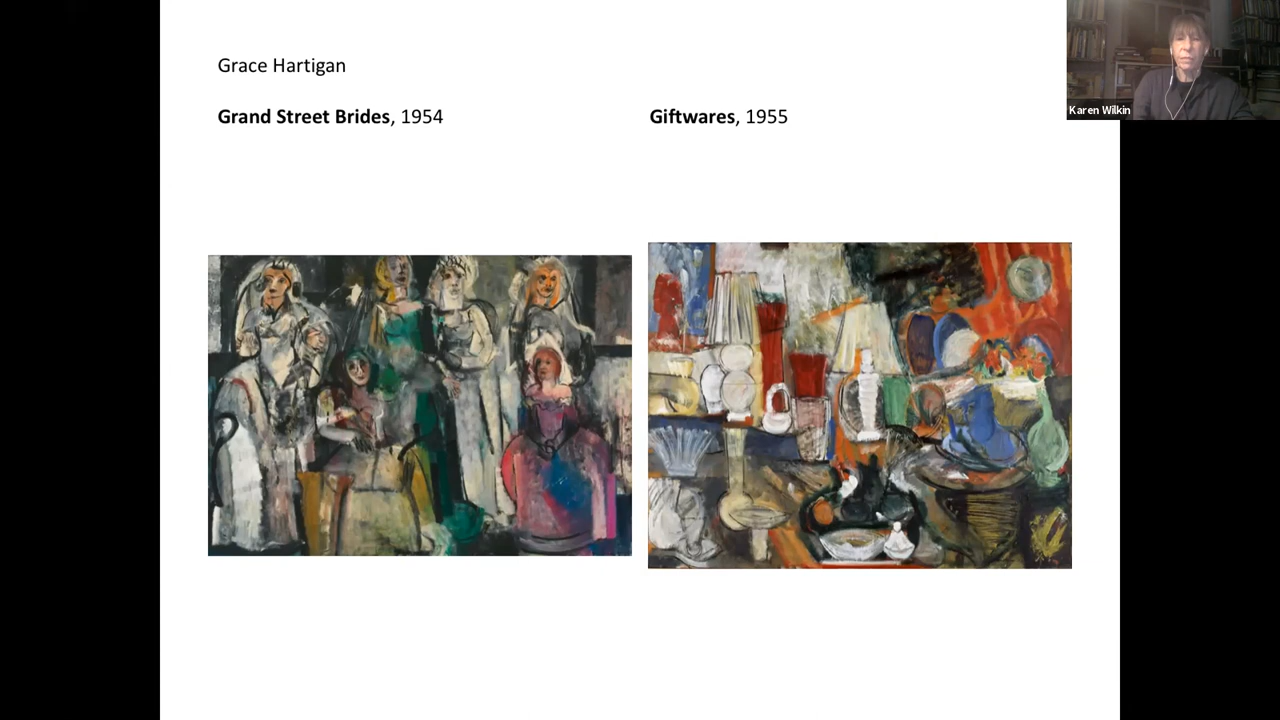 Grace Hartigan
Grand Street Brides, 1954
Giftwares, 1955
Karen Wilkin